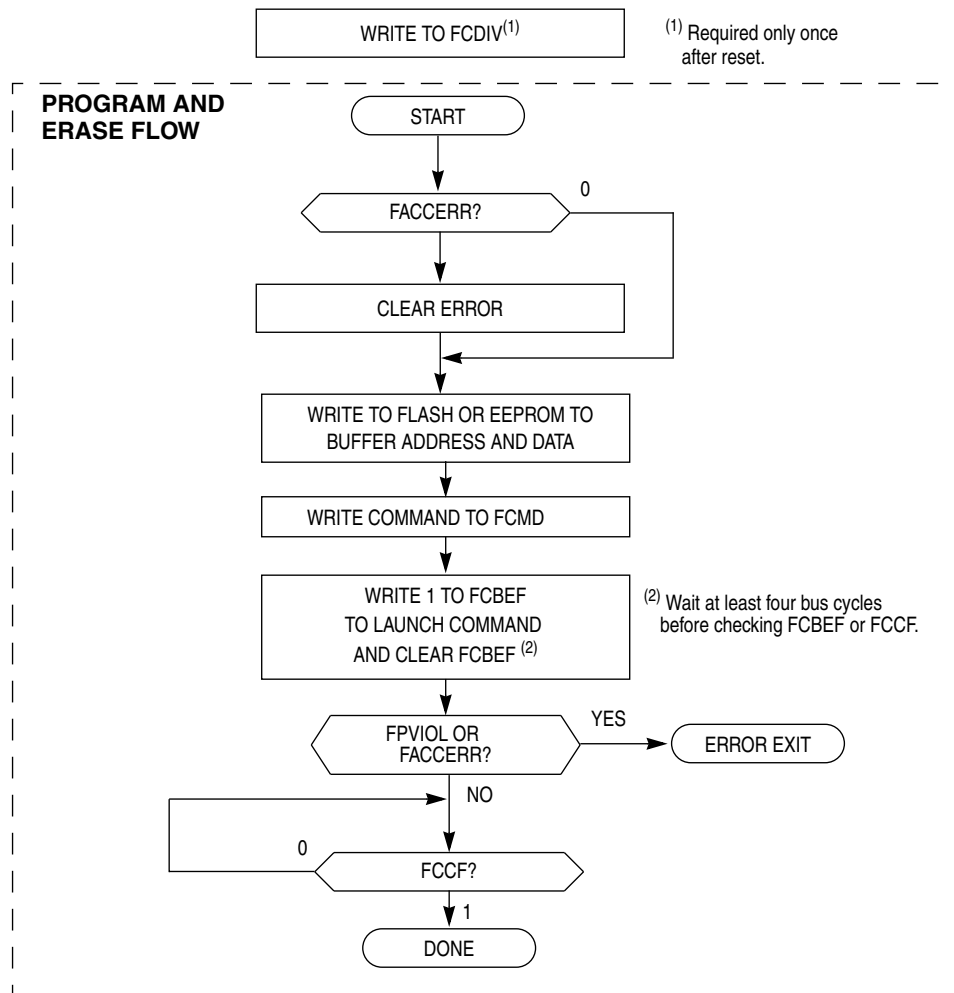 WRITE TO FCDIV(1)
(1) Required only once
after reset.
PROGRAM AND
ERASE FLOW
START
0
FACCERR?
CLEAR ERROR
WRITE TO FLASH OR EEPROM TO
BUFFER ADDRESS AND DATA
WRITE COMMAND TO FCMD
WRITE 1 TO FCBEF
TO LAUNCH COMMAND
AND CLEAR FCBEF (2)
(2) Wait at least four bus cycles
before checking FCBEF or FCCF.
FPVIOL OR
FACCERR?
YES
ERROR EXIT
NO
0
FCCF?
1
DONE